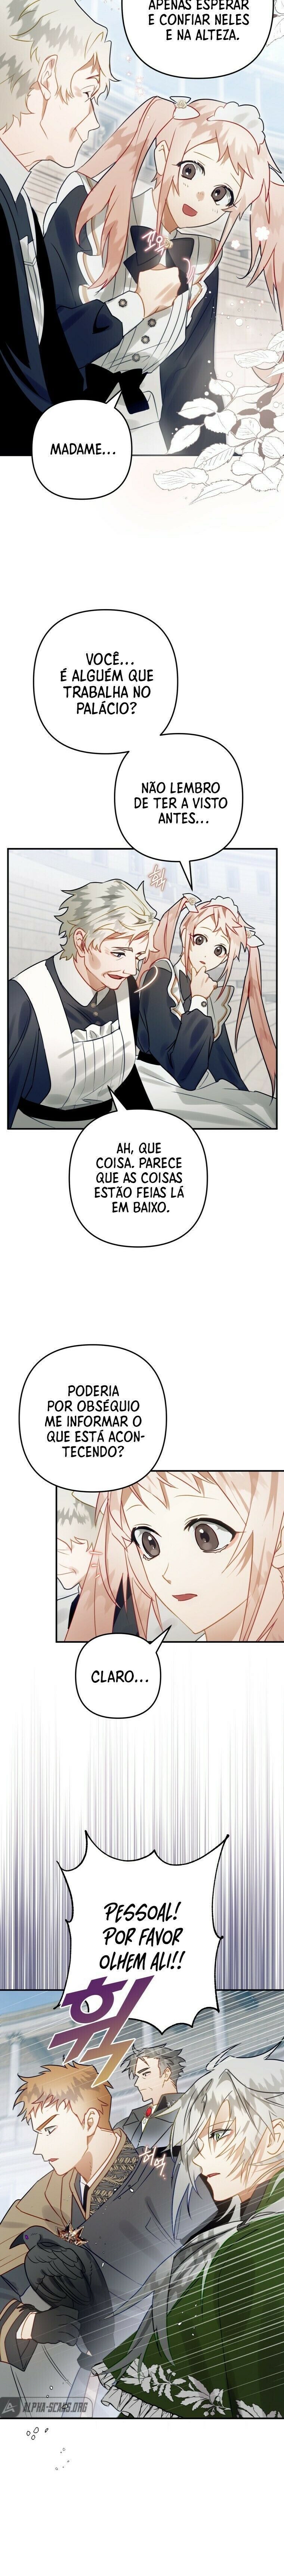 APENAS ESPERAR
E CONFIAR NELES
E NA ALTEZA.
MADAME...
VOCÊ...
É ALGUÉM QUE
TRABALHA NO
PALÁCIO?
NÃO LEMBRO
DE TER A VISTO
ANTES...
AH, QUE
COISA. PARECE
QUE AS COISAS
ESTÃO FEIAS LÁ
EM BAIXO.
PODERIA
POR OBSÉQUIO
ME INFORMAR O
QUE ESTÁ ACON-
TECENDO?
CLARO...
PESSOAL!
POR FAVOR
OLHEM ALI!!
휙
ALPHA-SCANS.ORG